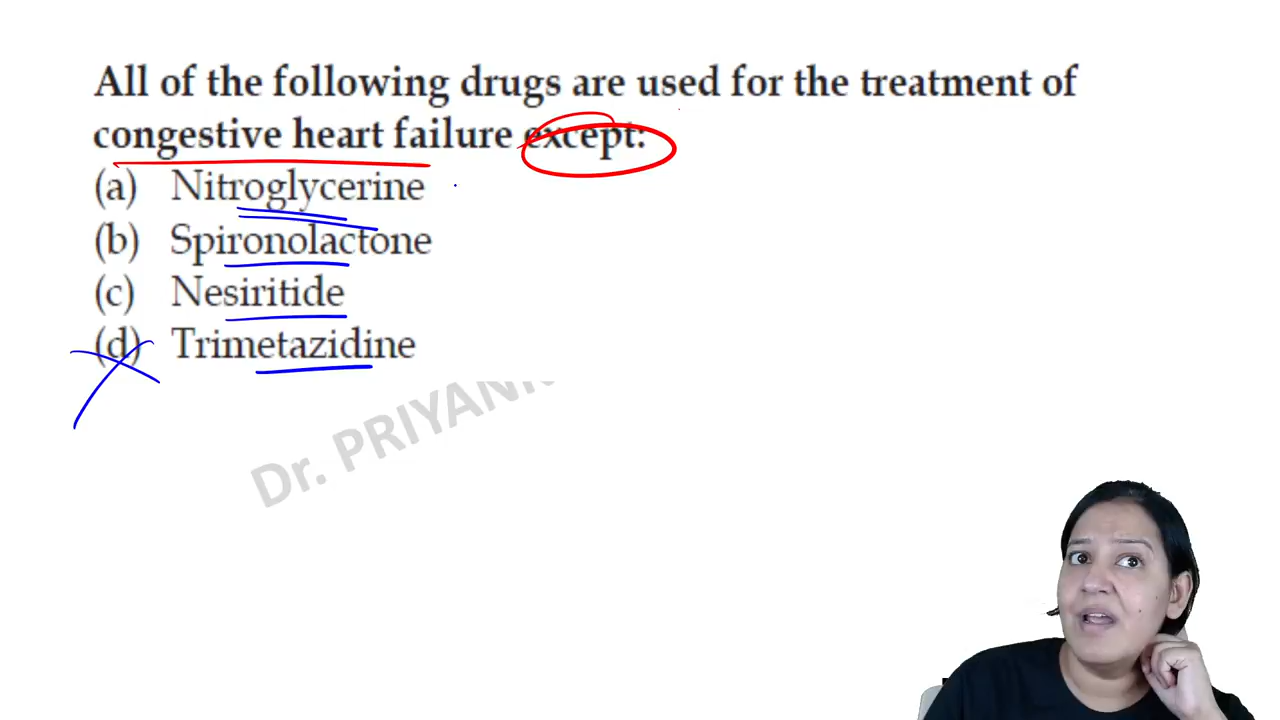 All of the following drugs are used for the treatment of
congestive heart failure except:
(a) Nitroglycerine
(b) Spironolactone
(c) Nesiritide
(d) Trimetazidine
Dr.